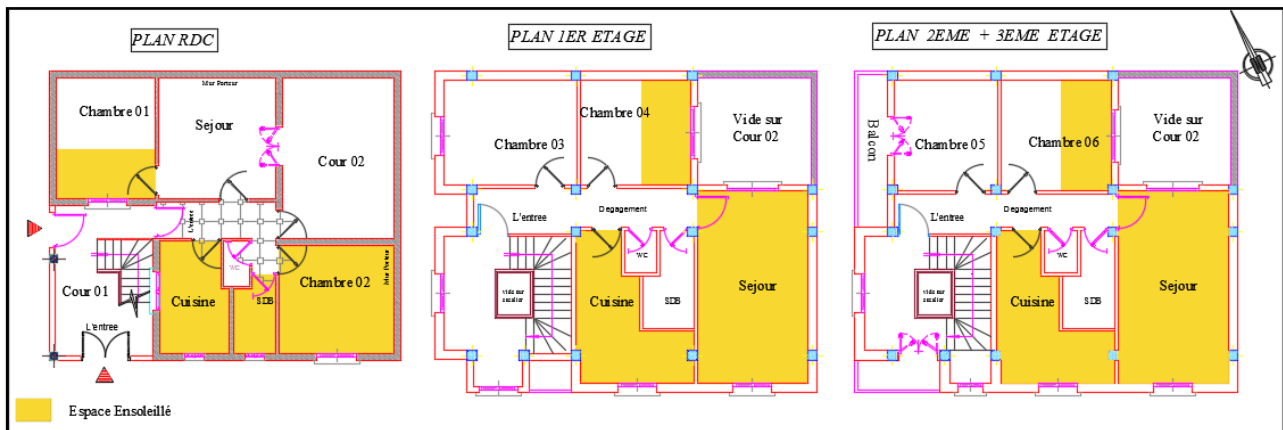 PLAN RDC
Mur Porteur
Chambre 01
Sejour
Cour 02
L'entree
WC
Mur Porteur
Chambre 02
Cour 01
Cuisine
SDB
L'entree
Espace Ensoleillé
PLAN 1ER ETAGE
Chambre 04
Chambre 03
Vide sur
Cour 02
L'entree
Degagement
WC
vide sur
escalier
Cuisine
SDB
Sejour
PLAN 2EME + 3EME ETAGE
Balcon
Chambre 05
Chambre 06
Vide sur
Cour 02
L'entree
Degagement
WC
vide sur
escalier
Cuisine
SDB
Sejour